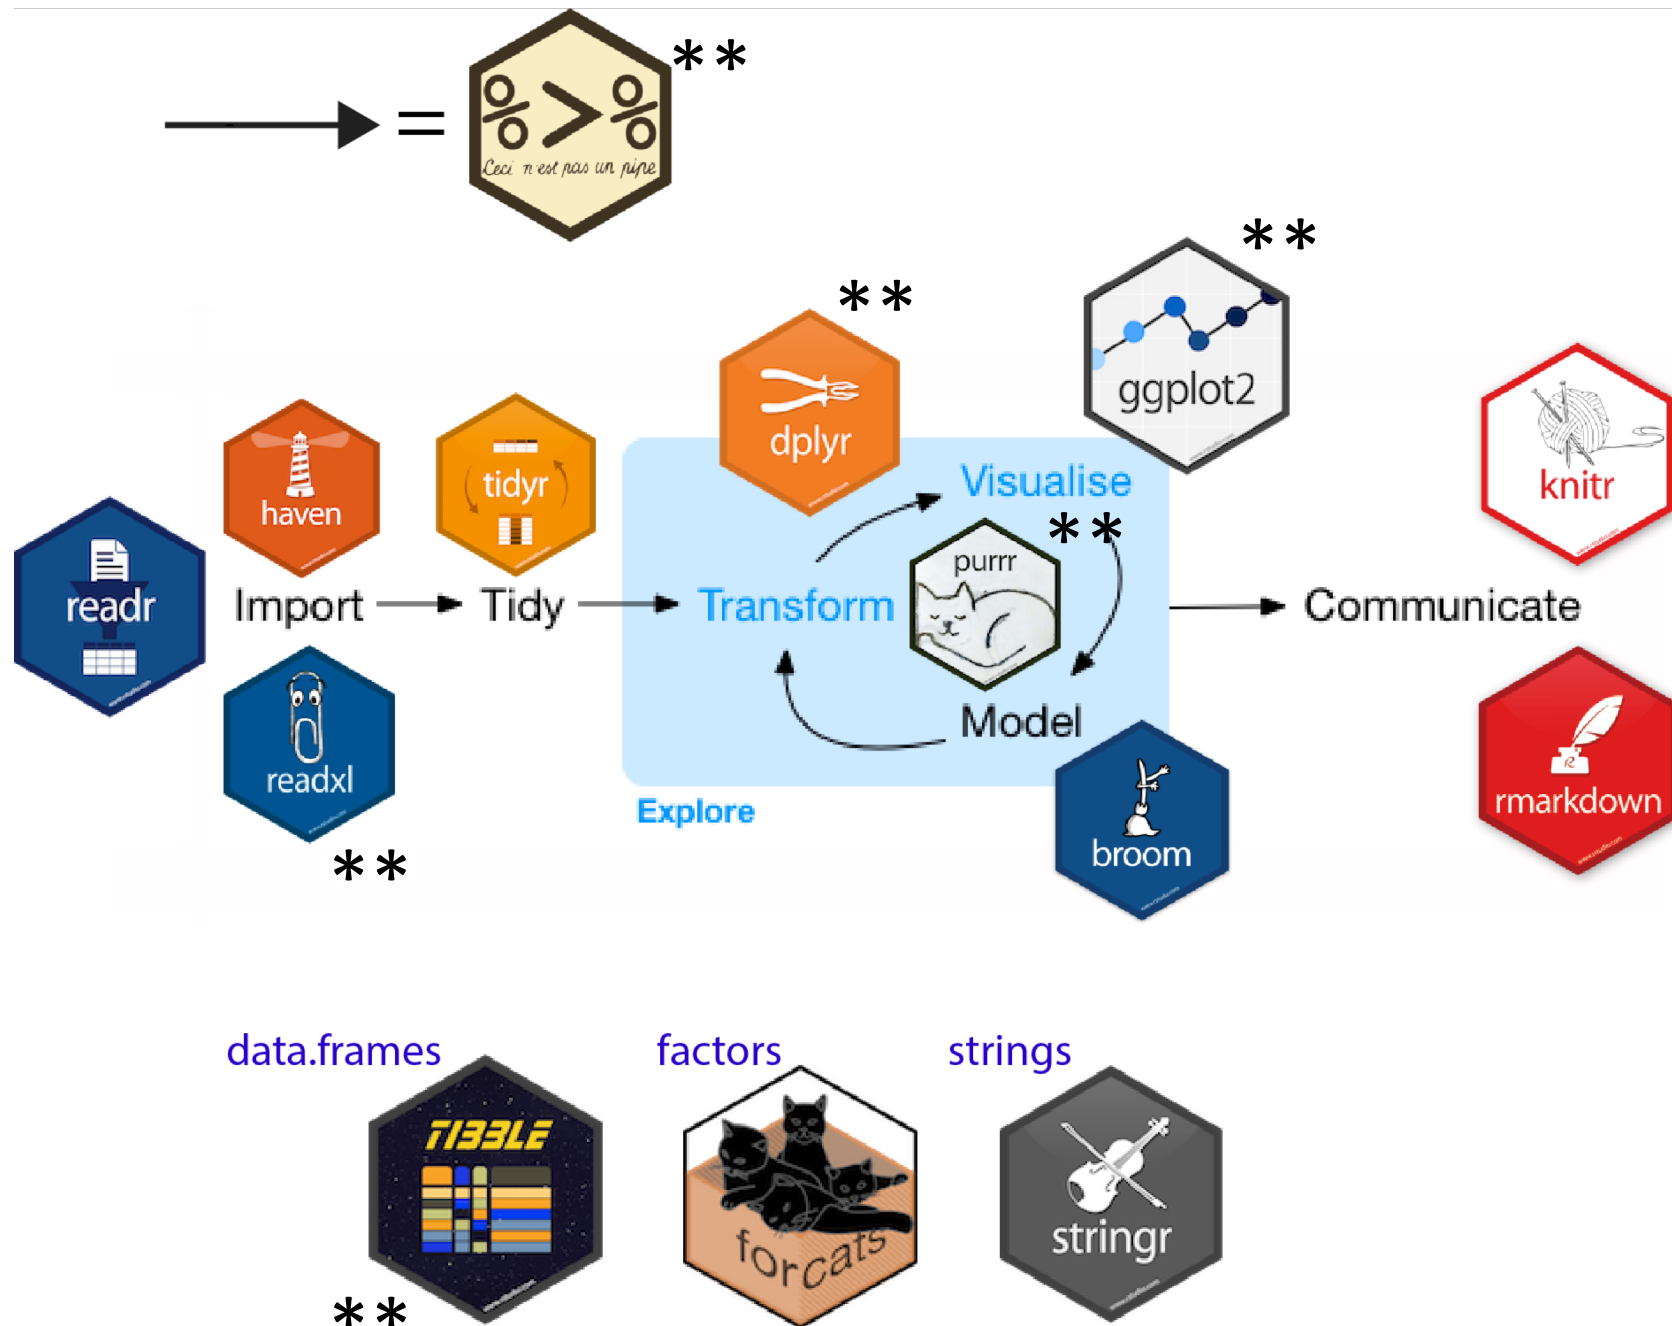 **
=
%>%
Ceci n'est pas un pipe
**
**
ggplot2
dplyr
knitr
haven
tidyr
Visualise
**
purrr
readr
Import
Tidy
Transform
Communicate
readxl
Model
rmarkdown
Explore
broom
**
data.frames
factors
strings
TIBBLE
forcats
stringr
**